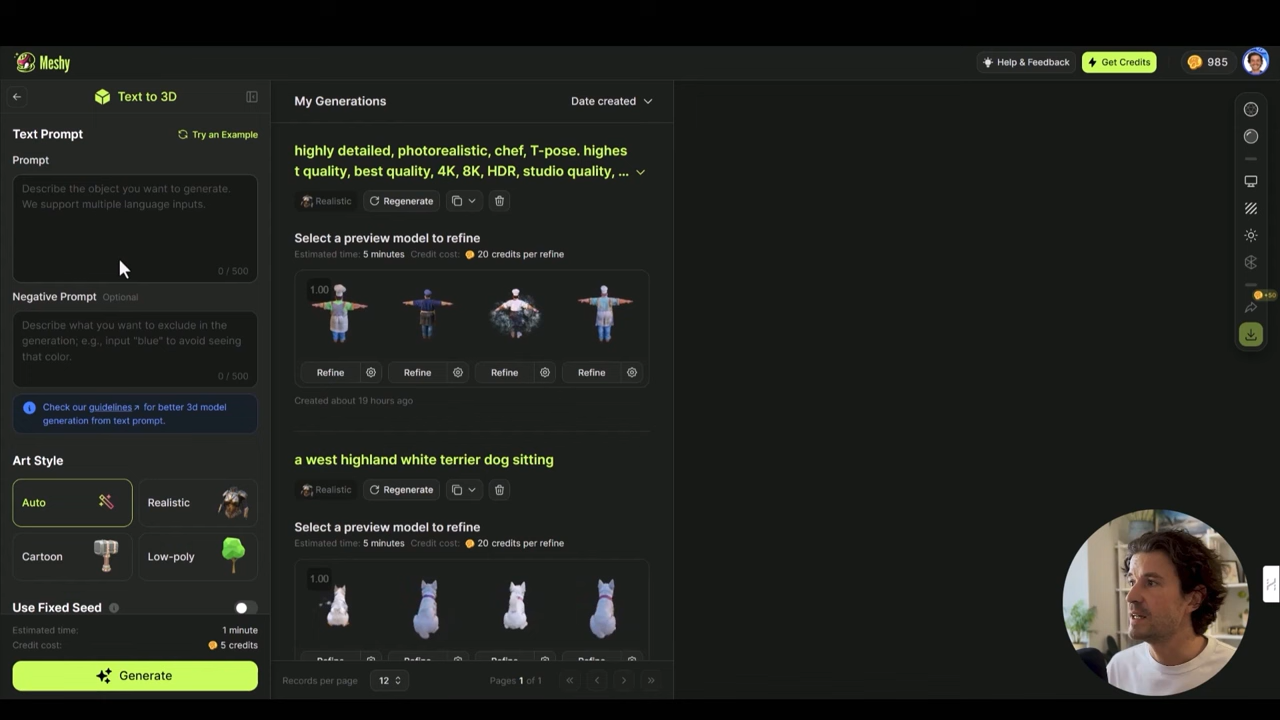 Meshy
Help & Feedback
Get Credits
985
Text to 3D
Text Prompt
Try an Example
Prompt
Describe the object you want to generate.
We support multiple language inputs.
0 / 500
Negative Prompt Optional
Describe what you want to exclude in the
generation; e.g., input "blue" to avoid seeing
that color.
0 / 500
Check our guidelines for better 3d model
generation from text prompt.
Art Style
Auto
Realistic
Cartoon
Low-poly
Use Fixed Seed
Estimated time:
1 minute
Credit cost:
5 credits
Generate
My Generations
Date created
highly detailed, photorealistic, chef, T-pose. highes
t quality, best quality, 4K, 8K, HDR, studio quality, ...
Realistic
Regenerate
Select a preview model to refine
Estimated time: 5 minutes Credit cost: 20 credits per refine
1.00
Refine
Refine
Refine
Refine
Created about 19 hours ago
a west highland white terrier dog sitting
Realistic
Regenerate
Select a preview model to refine
Estimated time: 5 minutes Credit cost: 20 credits per refine
1.00
Refine
Refine
Refine
Refine
Records per page
12
Pages 1 of 1
+50